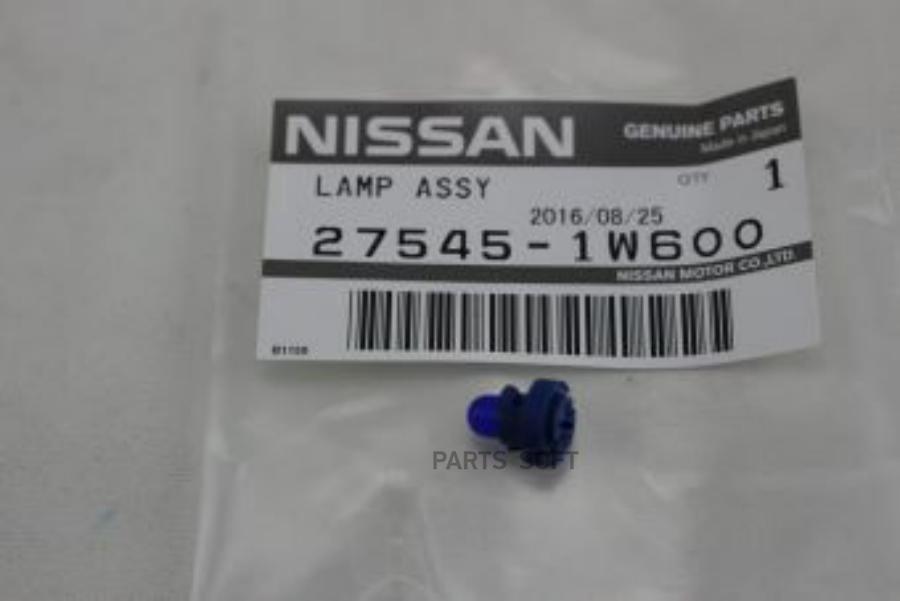 NISSAN
GENUINE PARTS
Made in Japan
LAMP ASSY
QTY 1
2016/08/25
27545-1W600
NISSAN MOTOR CO.,LTD.
PARTS SOFT